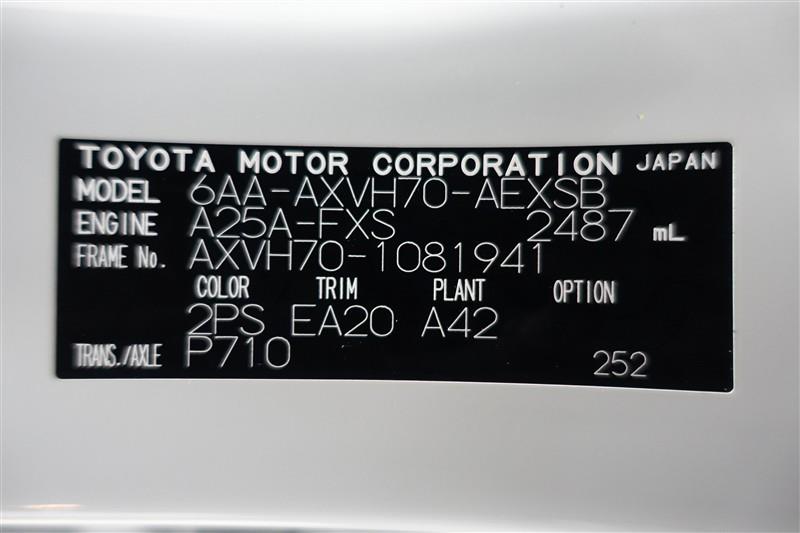 TOYOTA MOTOR CORPORATION JAPAN
MODEL 6AA-AXVH70-AEXSB
ENGINE A25A-FXS 2487 mL
FRAME No. AXVH70-1081941
COLOR TRIM PLANT OPTION
2PS EA20 A42
TRANS./AXLE P710 252